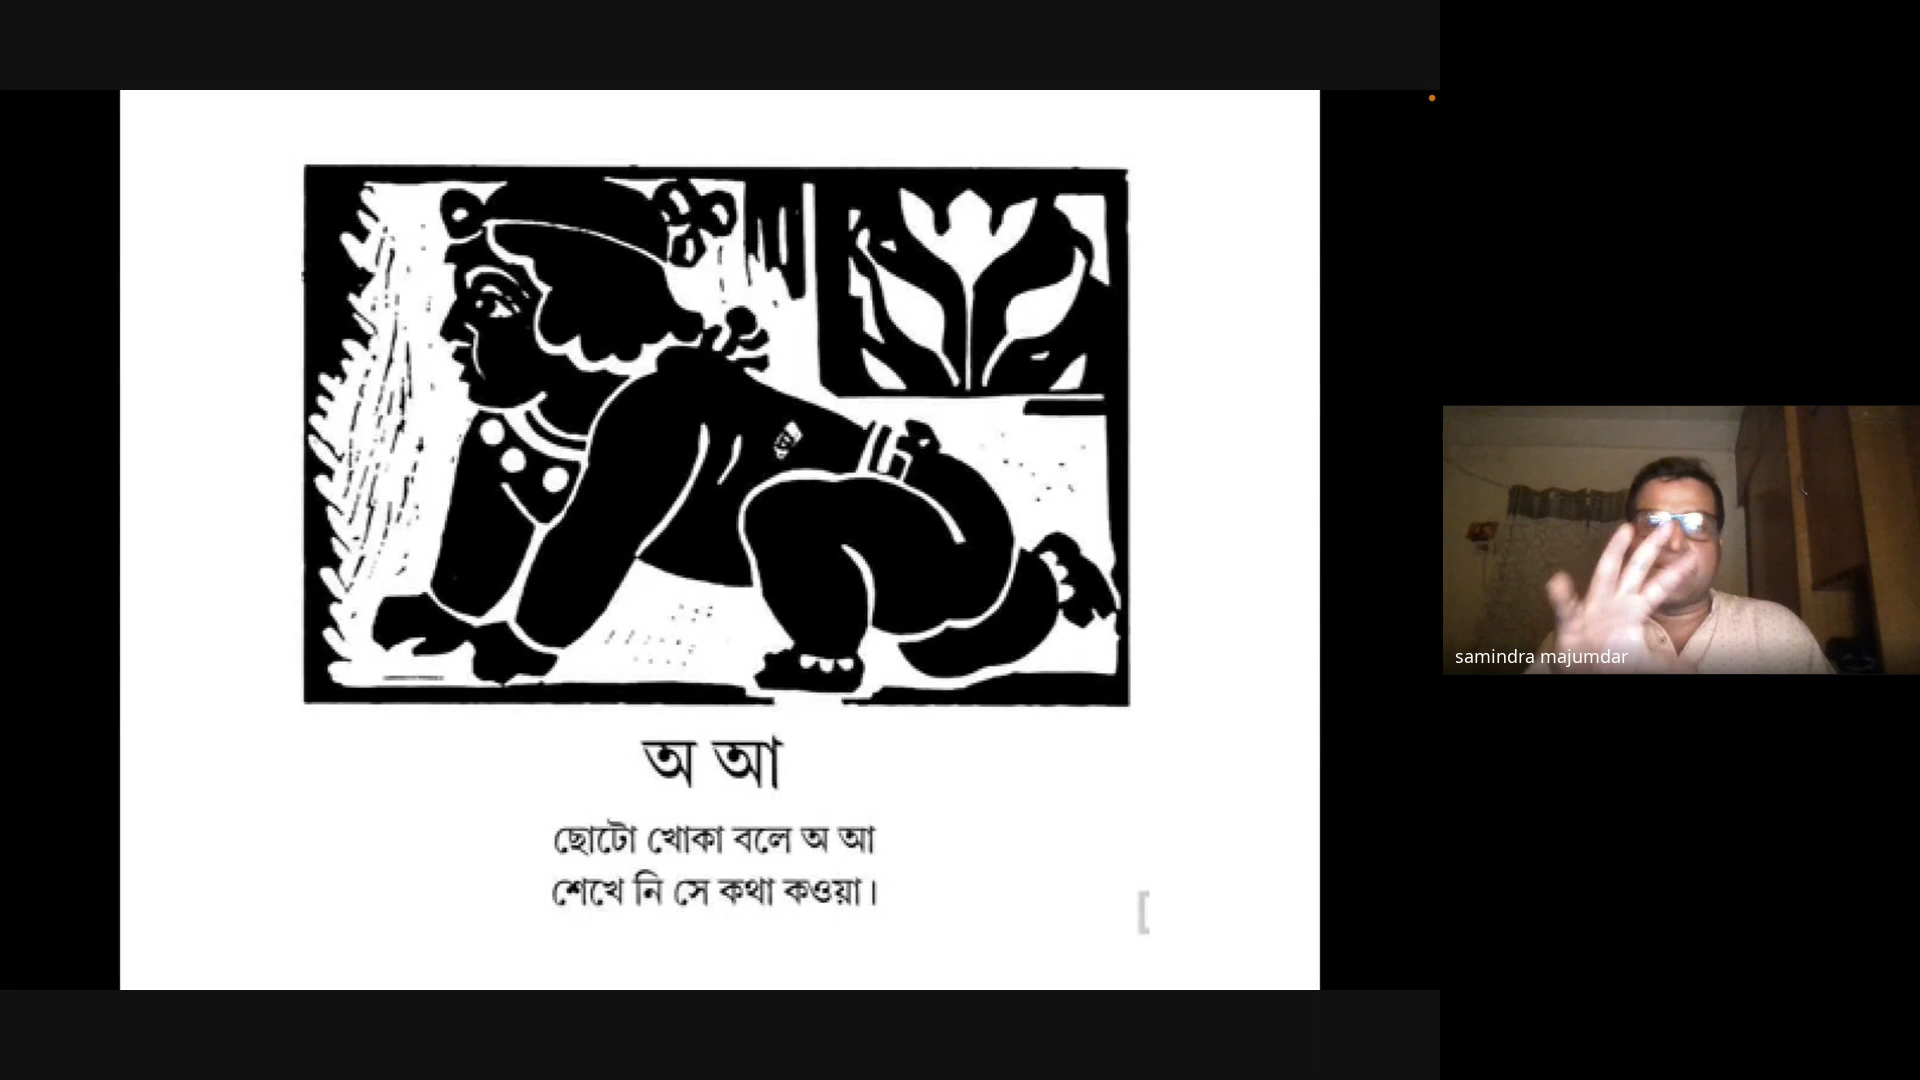 অ আ
ছোটো খোকা বলে অ আ
শেখে নি সে কথা কওয়া।
samindra majumdar